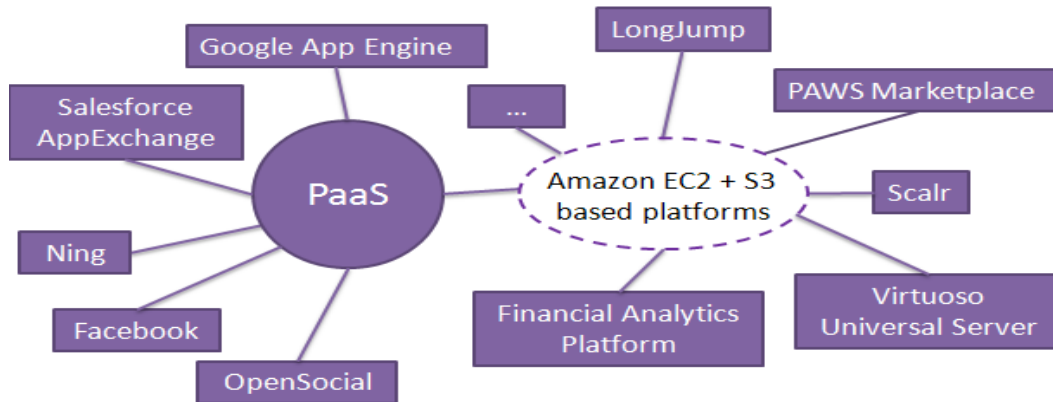 LongJump
Google App Engine
PAWS Marketplace
...
Salesforce
AppExchange
PaaS
Amazon EC2 + S3
based platforms
Scalr
Ning
Financial Analytics
Platform
Virtuoso
Universal Server
Facebook
OpenSocial